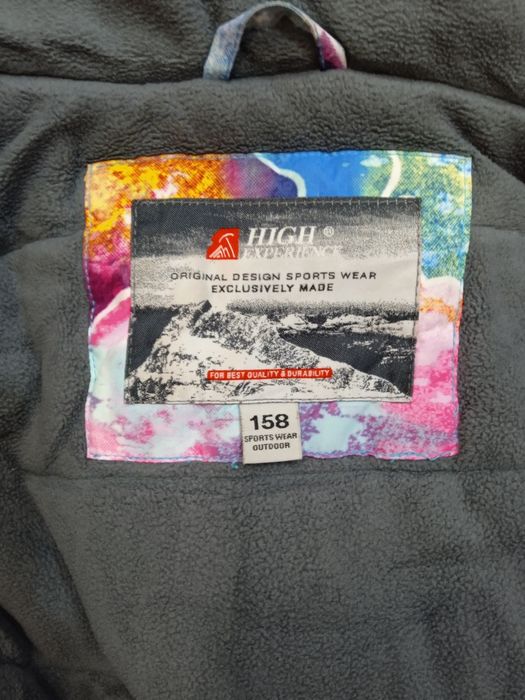 HIGH ®
EXPERIENCE
ORIGINAL DESIGN SPORTS WEAR
EXCLUSIVELY MADE
FOR BEST QUALITY & DURABILITY
158
SPORTS WEAR
OUTDOOR